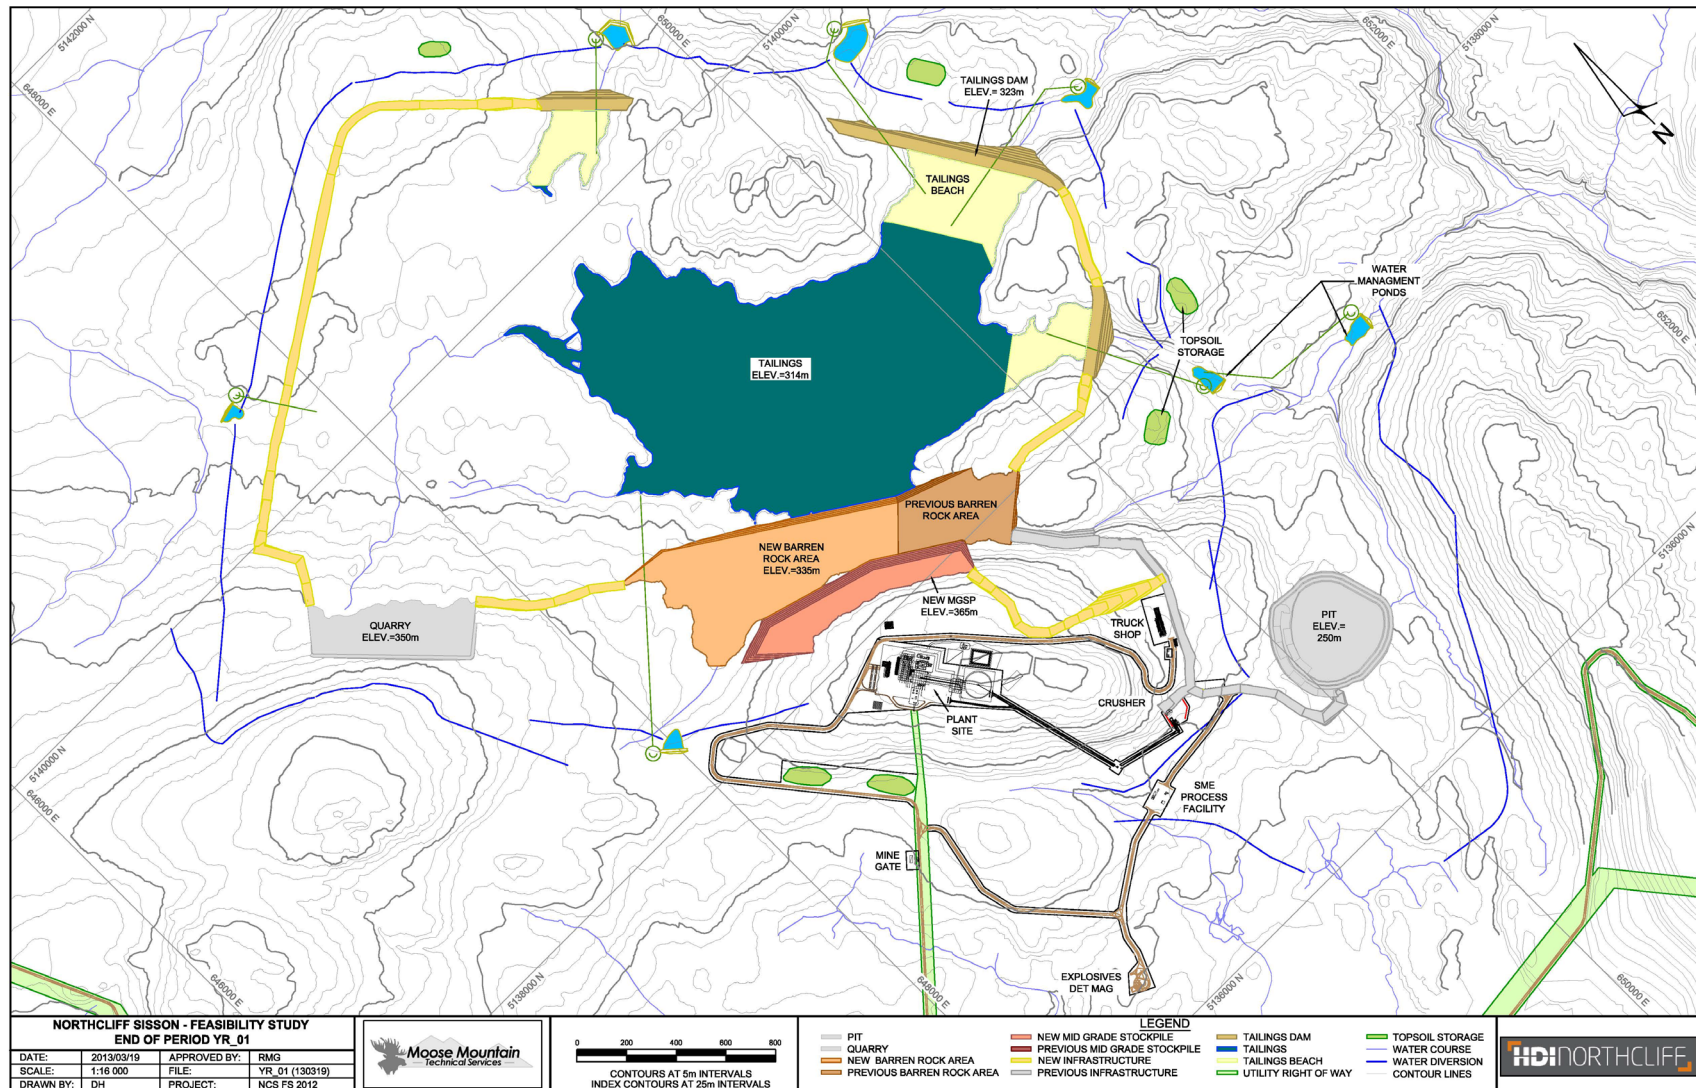 5142000 N
650000 E
5140000 N
652000 E
5138000 N
646000 E
TAILINGS DAM
ELEV.= 323m
N
TAILINGS
BEACH
WATER
MANAGMENT
PONDS
652000 E
TOPSOIL
STORAGE
TAILINGS
ELEV.=314m
PREVIOUS BARREN
ROCK AREA
5136000 N
NEW BARREN
ROCK AREA
ELEV.=335m
NEW MGSP
ELEV.=365m
QUARRY
ELEV.=350m
TRUCK
SHOP
PIT
ELEV.=
250m
CRUSHER
PLANT
SITE
5140000 N
646000 E
SME
PROCESS
FACILITY
MINE
GATE
EXPLOSIVES
DET MAG
646000 E
5138000 N
648000 E
5136000 N
650000 E
NORTHCLIFF SISSON - FEASIBILITY STUDY
END OF PERIOD YR_01
DATE: 2013/03/19 APPROVED BY: RMG
SCALE: 1:16 000 FILE: YR_01 (130319)
DRAWN BY: DH PROJECT: NCS FS 2012
Moose Mountain
Technical Services
0 200 400 600 800
CONTOURS AT 5m INTERVALS
INDEX CONTOURS AT 25m INTERVALS
LEGEND
PIT
QUARRY
NEW BARREN ROCK AREA
PREVIOUS BARREN ROCK AREA
NEW MID GRADE STOCKPILE
PREVIOUS MID GRADE STOCKPILE
NEW INFRASTRUCTURE
PREVIOUS INFRASTRUCTURE
TAILINGS DAM
TAILINGS
TAILINGS BEACH
UTILITY RIGHT OF WAY
TOPSOIL STORAGE
WATER COURSE
WATER DIVERSION
CONTOUR LINES
HDINORTHCLIFF